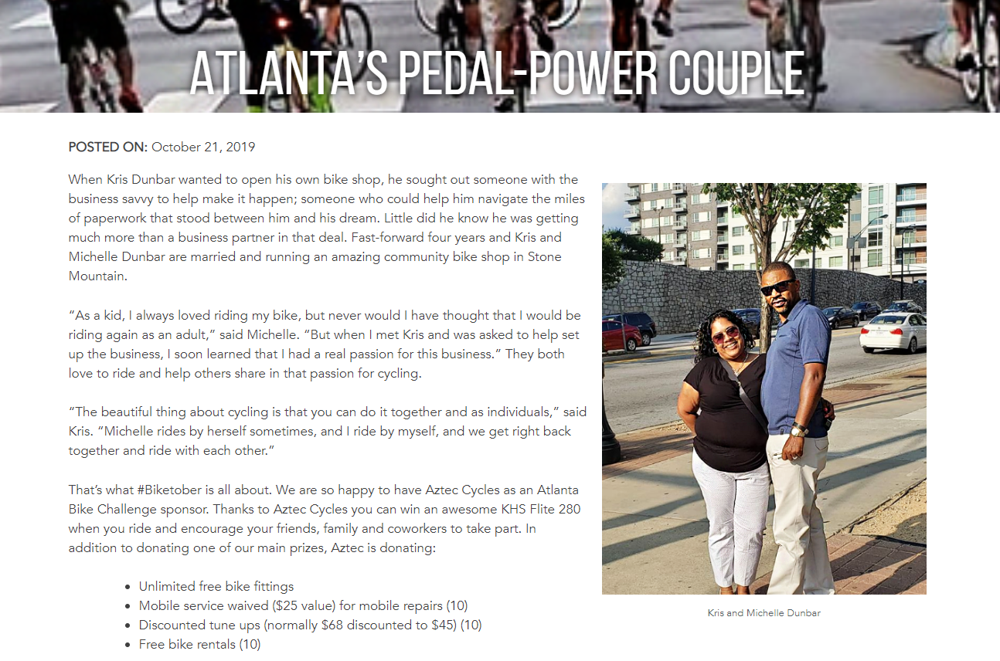 ATLANTA’S PEDAL-POWER COUPLE
POSTED ON: October 21, 2019
When Kris Dunbar wanted to open his own bike shop, he sought out someone with the
business savvy to help make it happen; someone who could help him navigate the miles
of paperwork that stood between him and his dream. Little did he know he was getting
much more than a business partner in that deal. Fast-forward four years and Kris and
Michelle Dunbar are married and running an amazing community bike shop in Stone
Mountain.
“As a kid, I always loved riding my bike, but never would I have thought that I would be
riding again as an adult,” said Michelle. “But when I met Kris and was asked to help set
up the business, I soon learned that I had a real passion for this business.” They both
love to ride and help others share in that passion for cycling.
“The beautiful thing about cycling is that you can do it together and as individuals,” said
Kris. “Michelle rides by herself sometimes, and I ride by myself, and we get right back
together and ride with each other.”
That’s what #Biketober is all about. We are so happy to have Aztec Cycles as an Atlanta
Bike Challenge sponsor. Thanks to Aztec Cycles you can win an awesome KHS Flite 280
when you ride and encourage your friends, family and coworkers to take part. In
addition to donating one of our main prizes, Aztec is donating:
• Unlimited free bike fittings
• Mobile service waived ($25 value) for mobile repairs (10)
• Discounted tune ups (normally $68 discounted to $45) (10)
• Free bike rentals (10)
Kris and Michelle Dunbar